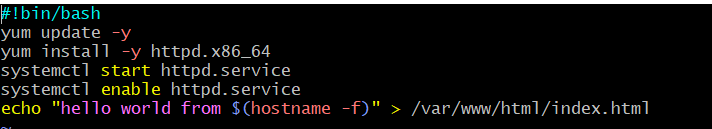 #!bin/bash
yum update -y
yum install -y httpd.x86_64
systemctl start httpd.service
systemctl enable httpd.service
echo "hello world from $(hostname -f)" > /var/www/html/index.html
~